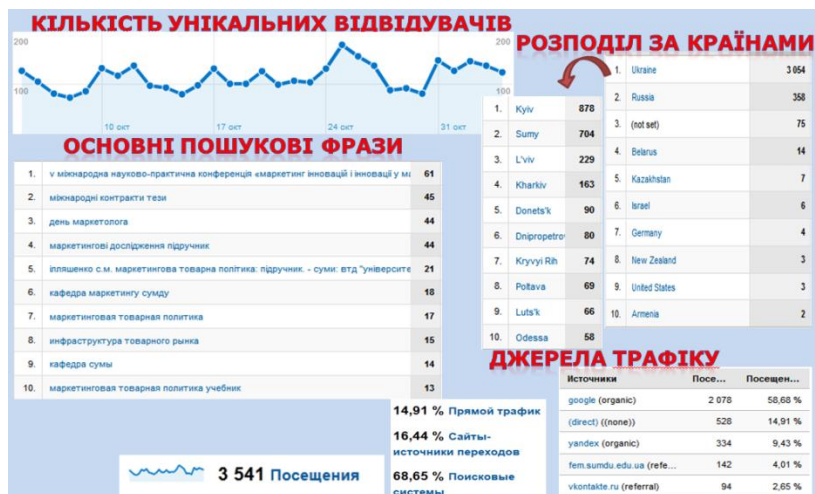 КІЛЬКІСТЬ УНІКАЛЬНИХ ВІДВІДУВАЧІВ
200
200
100
100
10 окт
17 окт
24 окт
31 окт
РОЗПОДІЛ ЗА КРАЇНАМИ
1. Ukraine 3 054
2. Russia 358
3. (not set) 75
4. Belarus 14
5. Kazakhstan 7
6. Israel 6
7. Germany 4
8. New Zealand 3
9. United States 3
10. Armenia 2
1. Kyiv 878
2. Sumy 704
3. L'viv 229
4. Kharkiv 163
5. Donets'k 90
6. Dnipropetro 80
7. Kryvyi Rih 74
8. Poltava 69
9. Luts'k 66
10. Odessa 58
ОСНОВНІ ПОШУКОВІ ФРАЗИ
1. v міжнародна науково-практична конференція «маркетинг інновацій і інновації у ма 61
2. міжнародні контракти тези 45
3. день маркетолога 44
4. маркетингові дослідження підручник 44
5. ілляшенко с.м. маркетингова товарна політика: підручник. - суми: втд "університе 21
6. кафедра маркетингу сумду 18
7. маркетинговая товарная политика 17
8. инфраструктура товарного рынка 15
9. кафедра сумы 14
10. маркетинговая товарная политика учебник 13
ДЖЕРЕЛА ТРАФІКУ
Источники Посе... Посещен...
google (organic) 2 078 58,68 %
(direct) ((none)) 528 14,91 %
yandex (organic) 334 9,43 %
fem.sumdu.edu.ua (refe... 142 4,01 %
vkontakte.ru (referral) 94 2,65 %
14,91 % Прямой трафик
16,44 % Сайты-
источники переходов
68,65 % Поисковые
системы
3 541 Посещения